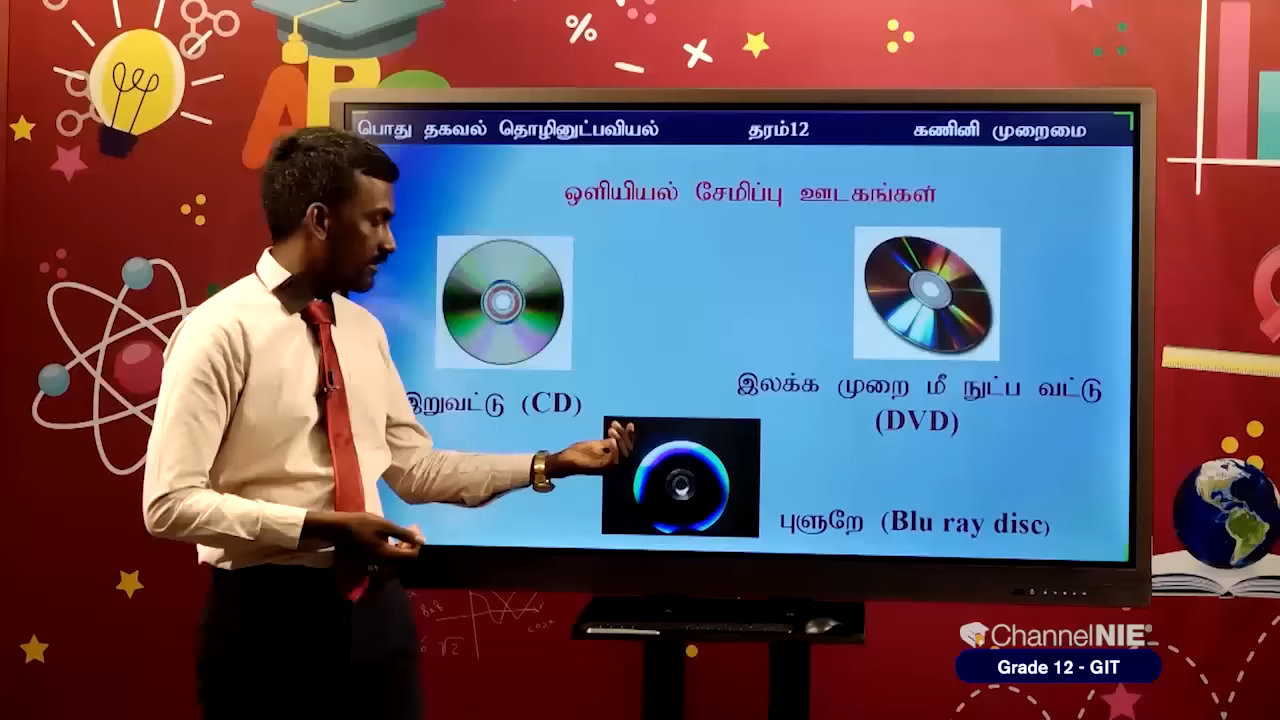 பொது தகவல் தொழினுட்பவியல் தரம்12 கணினி முறைமை
ஒளியியல் சேமிப்பு ஊடகங்கள்
இறுவட்டு (CD)
இலக்க முறை மீ நுட்ப வட்டு
(DVD)
புளுறே (Blu ray disc)
ChannelNIE®
Grade 12 - GIT